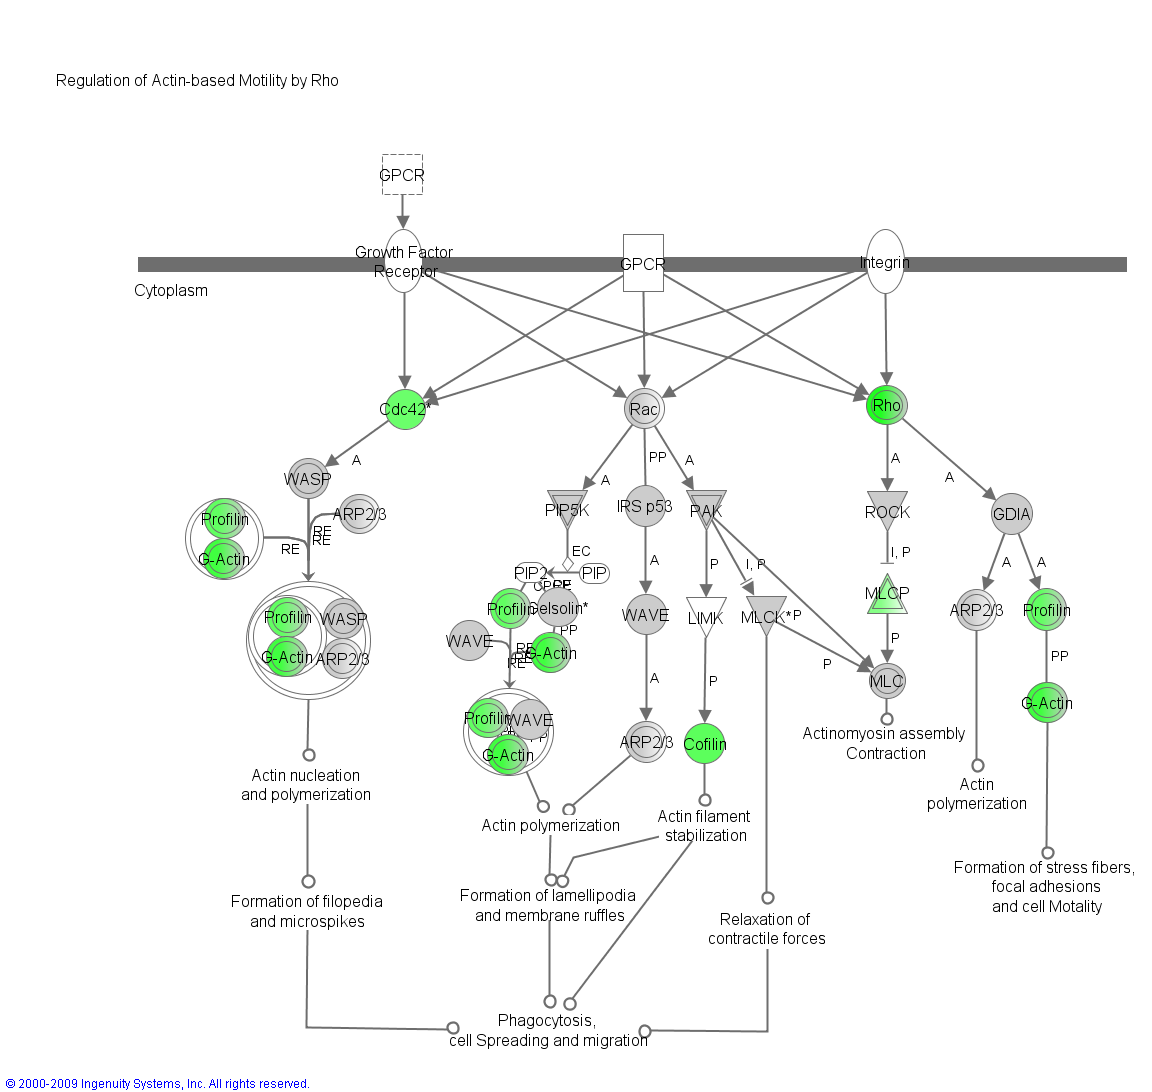 Regulation of Actin-based Motility by Rho
GPCR
Growth Factor
Receptor
GPCR
Integrin
Cytoplasm
Cdc42*
Rac
Rho
A
PP
A
A
A
A
WASP
PIP5K
IRS p53
PAK
ROCK
GDIA
ARP2/3
Profilin
G-Actin
RE
RE
RE
EC
A
P
I, P
I, P
A
A
PIP2
PIP
Profilin
Gelsolin*
WAVE
LIMK
MLCK*
P
MLCP
ARP2/3
Profilin
Profilin
WASP
G-Actin
ARP2/3
WAVE
PP
RE
RE
G-Actin
P
P
PP
A
P
MLC
G-Actin
Profilin
WAVE
G-Actin
ARP2/3
Cofilin
Actinomyosin assembly
Contraction
Actin nucleation
and polymerization
Actin polymerization
Actin filament
stabilization
Actin
polymerization
Formation of stress fibers,
focal adhesions
and cell Motality
Formation of filopedia
and microspikes
Formation of lamellipodia
and membrane ruffles
Relaxation of
contractile forces
Phagocytosis,
cell Spreading and migration
© 2000-2009 Ingenuity Systems, Inc. All rights reserved.